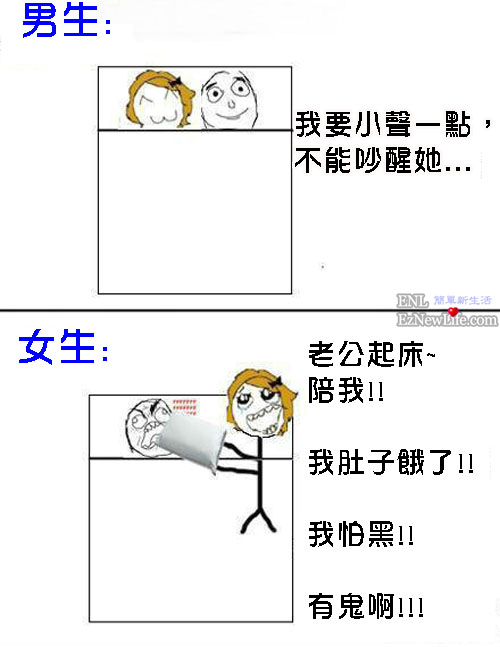 男生:
我要小聲一點，
不能吵醒她...
ENL 簡單新生活
EzNewLife.com
女生:
老公起床~
陪我!!
我肚子餓了!!
我怕黑!!
有鬼啊!!!